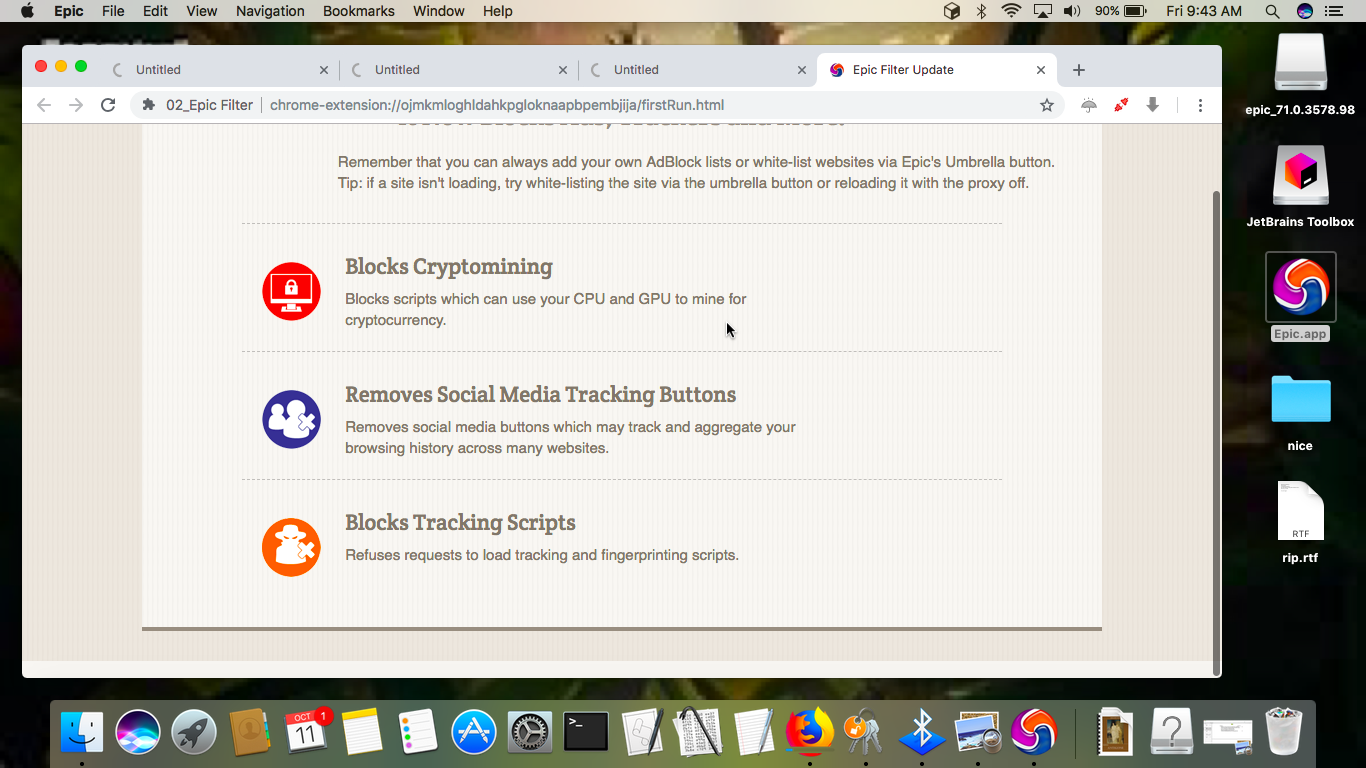 Epic File Edit View Navigation Bookmarks Window Help 90% Fri 9:43 AM
Untitled Untitled Untitled Epic Filter Update
02_Epic Filter chrome-extension://ojmkmloghldahkpgloknaapbpembjija/firstRun.html
Remember that you can always add your own AdBlock lists or white-list websites via Epic's Umbrella button.
Tip: if a site isn't loading, try white-listing the site via the umbrella button or reloading it with the proxy off.
Blocks Cryptomining
Blocks scripts which can use your CPU and GPU to mine for
cryptocurrency.
Removes Social Media Tracking Buttons
Removes social media buttons which may track and aggregate your
browsing history across many websites.
Blocks Tracking Scripts
Refuses requests to load tracking and fingerprinting scripts.
epic_71.0.3578.98
JetBrains Toolbox
Epic.app
nice
RTF
rip.rtf
OCT 1
11